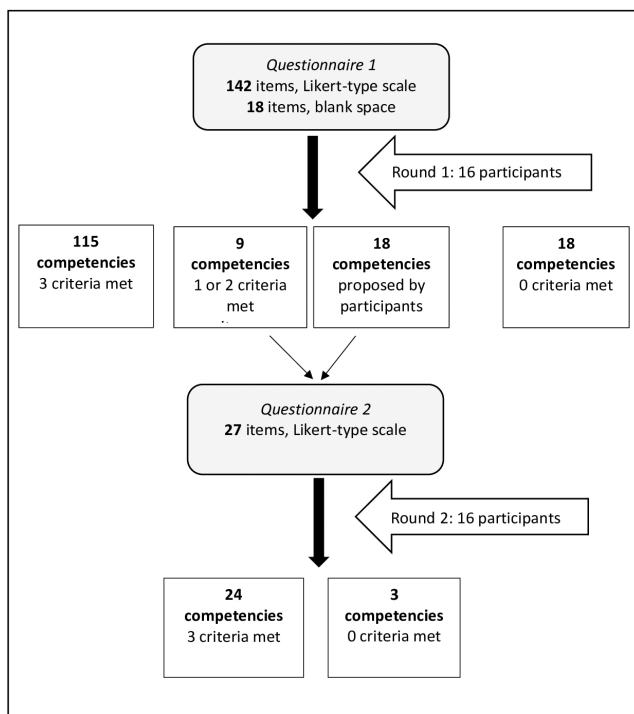 Questionnaire 1
142 items, Likert-type scale
18 items, blank space
Round 1: 16 participants
115
competencies
3 criteria met
9
competencies
1 or 2 criteria
met
18
competencies
proposed by
participants
18
competencies
0 criteria met
Questionnaire 2
27 items, Likert-type scale
Round 2: 16 participants
24
competencies
3 criteria met
3
competencies
0 criteria met